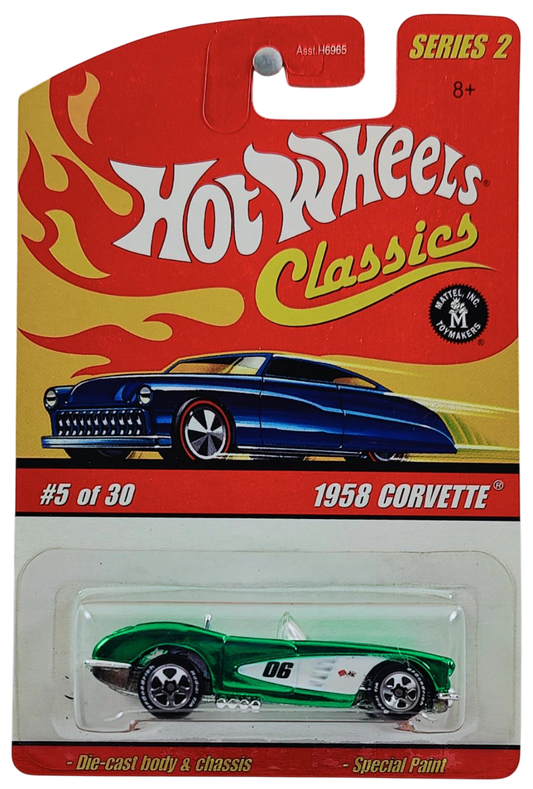 Asst.H6965
SERIES 2
8+
HOT WHEELS®
Classics
MATTEL, INC.
M
TOYMAKERS®
#5 of 30
1958 CORVETTE®
06
- Die-cast body & chassis
- Special Paint